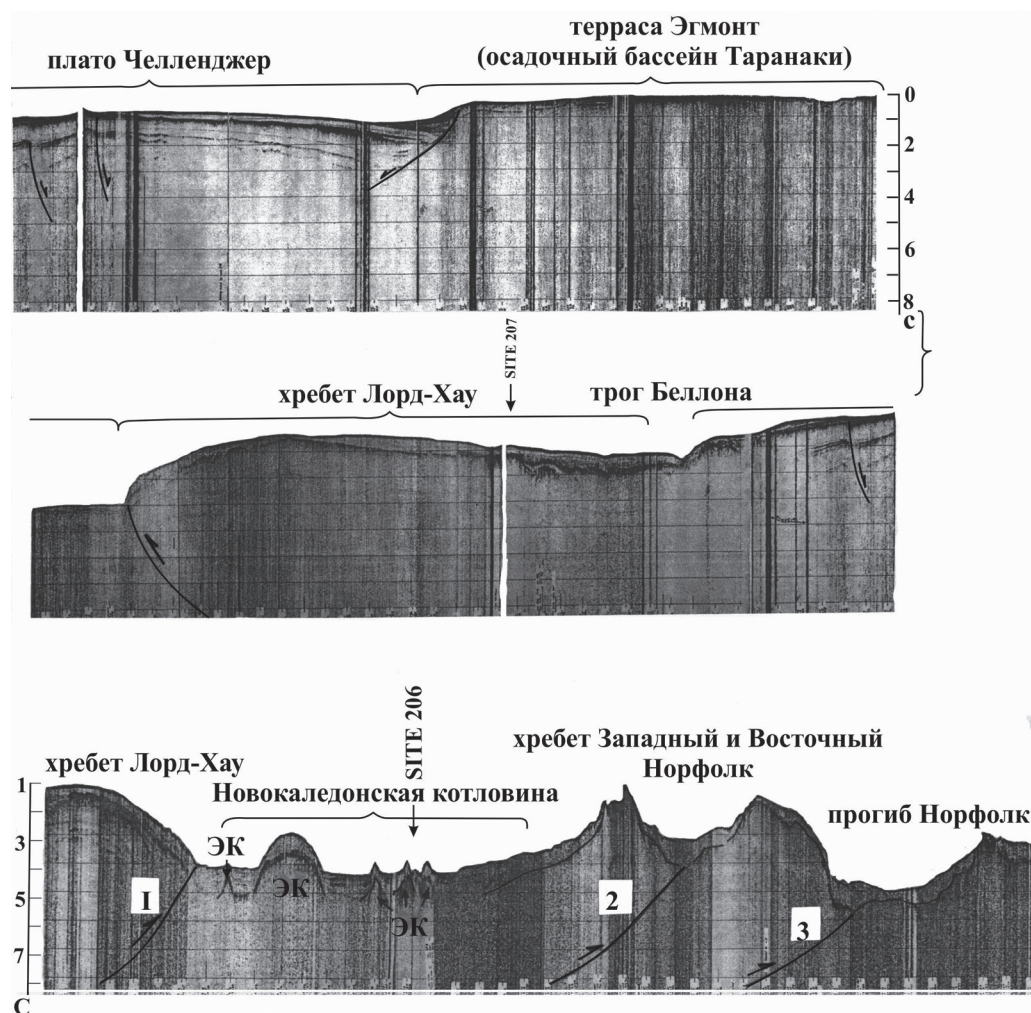 терраса Эгмонт
(осадочный бассейн Таранаки)
плато Челленджер
0
2
4
6
8
с
SITE 207
хребет Лорд-Хау
трог Беллона
SITE 206
хребет Западный и Восточный
Норфолк
хребет Лорд-Хау
Новокаледонская котловина
прогиб Норфолк
1
3
5
7
С
ЭК
ЭК
ЭК
1
2
3